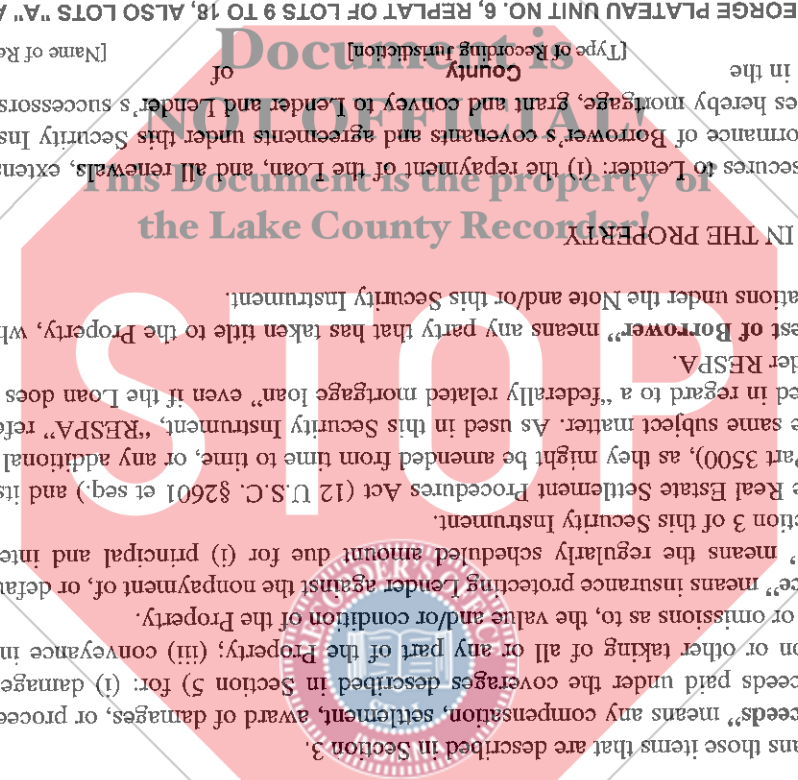 ans those items that are described in Section 3.
ceeds" means any compensation, settlement, award of damages, or procee
ceeds paid under the coverages described in Section 5) for: (i) damage
on or other taking of all or any part of the Property; (iii) conveyance in
or omissions as to, the value and/or condition of the Property.
ce" means insurance protecting Lender against the nonpayment of, or defau
" means the regularly scheduled amount due for (i) principal and inte
ction 3 of this Security Instrument.
e Real Estate Settlement Procedures Act (12 U.S.C. §2601 et seq.) and its
Part 3500), as they might be amended from time to time, or any additional
e same subject matter. As used in this Security Instrument, "RESPA" refe
ed in regard to a "federally related mortgage loan" even if the Loan does
der RESPA.
est of Borrower" means any party that has taken title to the Property, wh
ations under the Note and/or this Security Instrument.
IN THE PROPERTY
secures to Lender: (i) the repayment of the Loan, and all renewals, extens
ormance of Borrower's covenants and agreements under this Security Ins
es hereby mortgage, grant and convey to Lender and Lender's successors
in the County of
[Type of Recording Jurisdiction] [Name of Re
EORGE PLATEAU UNIT NO. 6, REPLAT OF LOTS 9 TO 18, ALSO LOTS "A" A
Document is
NOT OFFICIAL!
This Document is the property of
the Lake County Recorder!
STOP